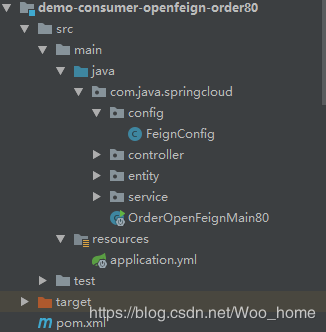 demo-consumer-openfeign-order80
src
main
java
com.java.springcloud
config
FeignConfig
controller
entity
service
OrderOpenFeignMain80
resources
application.yml
test
target
https://blog.csdn.net/Woo_home
pom.xml